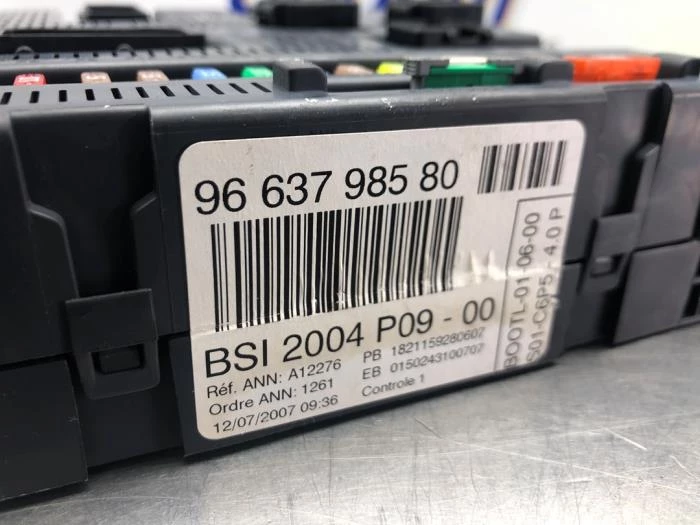 96 637 985 80
BSI 2004 P09 - 00
Réf. ANN: A12276
PB 1821159280607
Ordre ANN: 1261
EB 0150243100707
12/07/2007 09:36
Controle 1
BOOTL-01-06-00
S01-C6P5 - 4.0 P